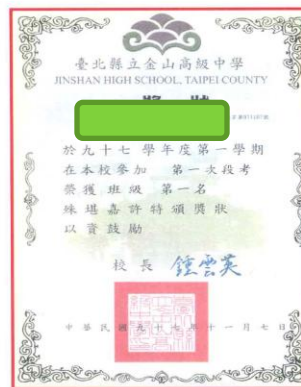 臺北縣立金山高級中學
JINSHAN HIGH SCHOOL, TAIPEI COUNTY
獎 狀
於九十七 學年度第一學期
在本校參加 第一次段考
榮獲班級 第一名
殊堪嘉許特頒獎狀
以資鼓勵
校長 鍾雲英
中華民國九十七年十一月七日